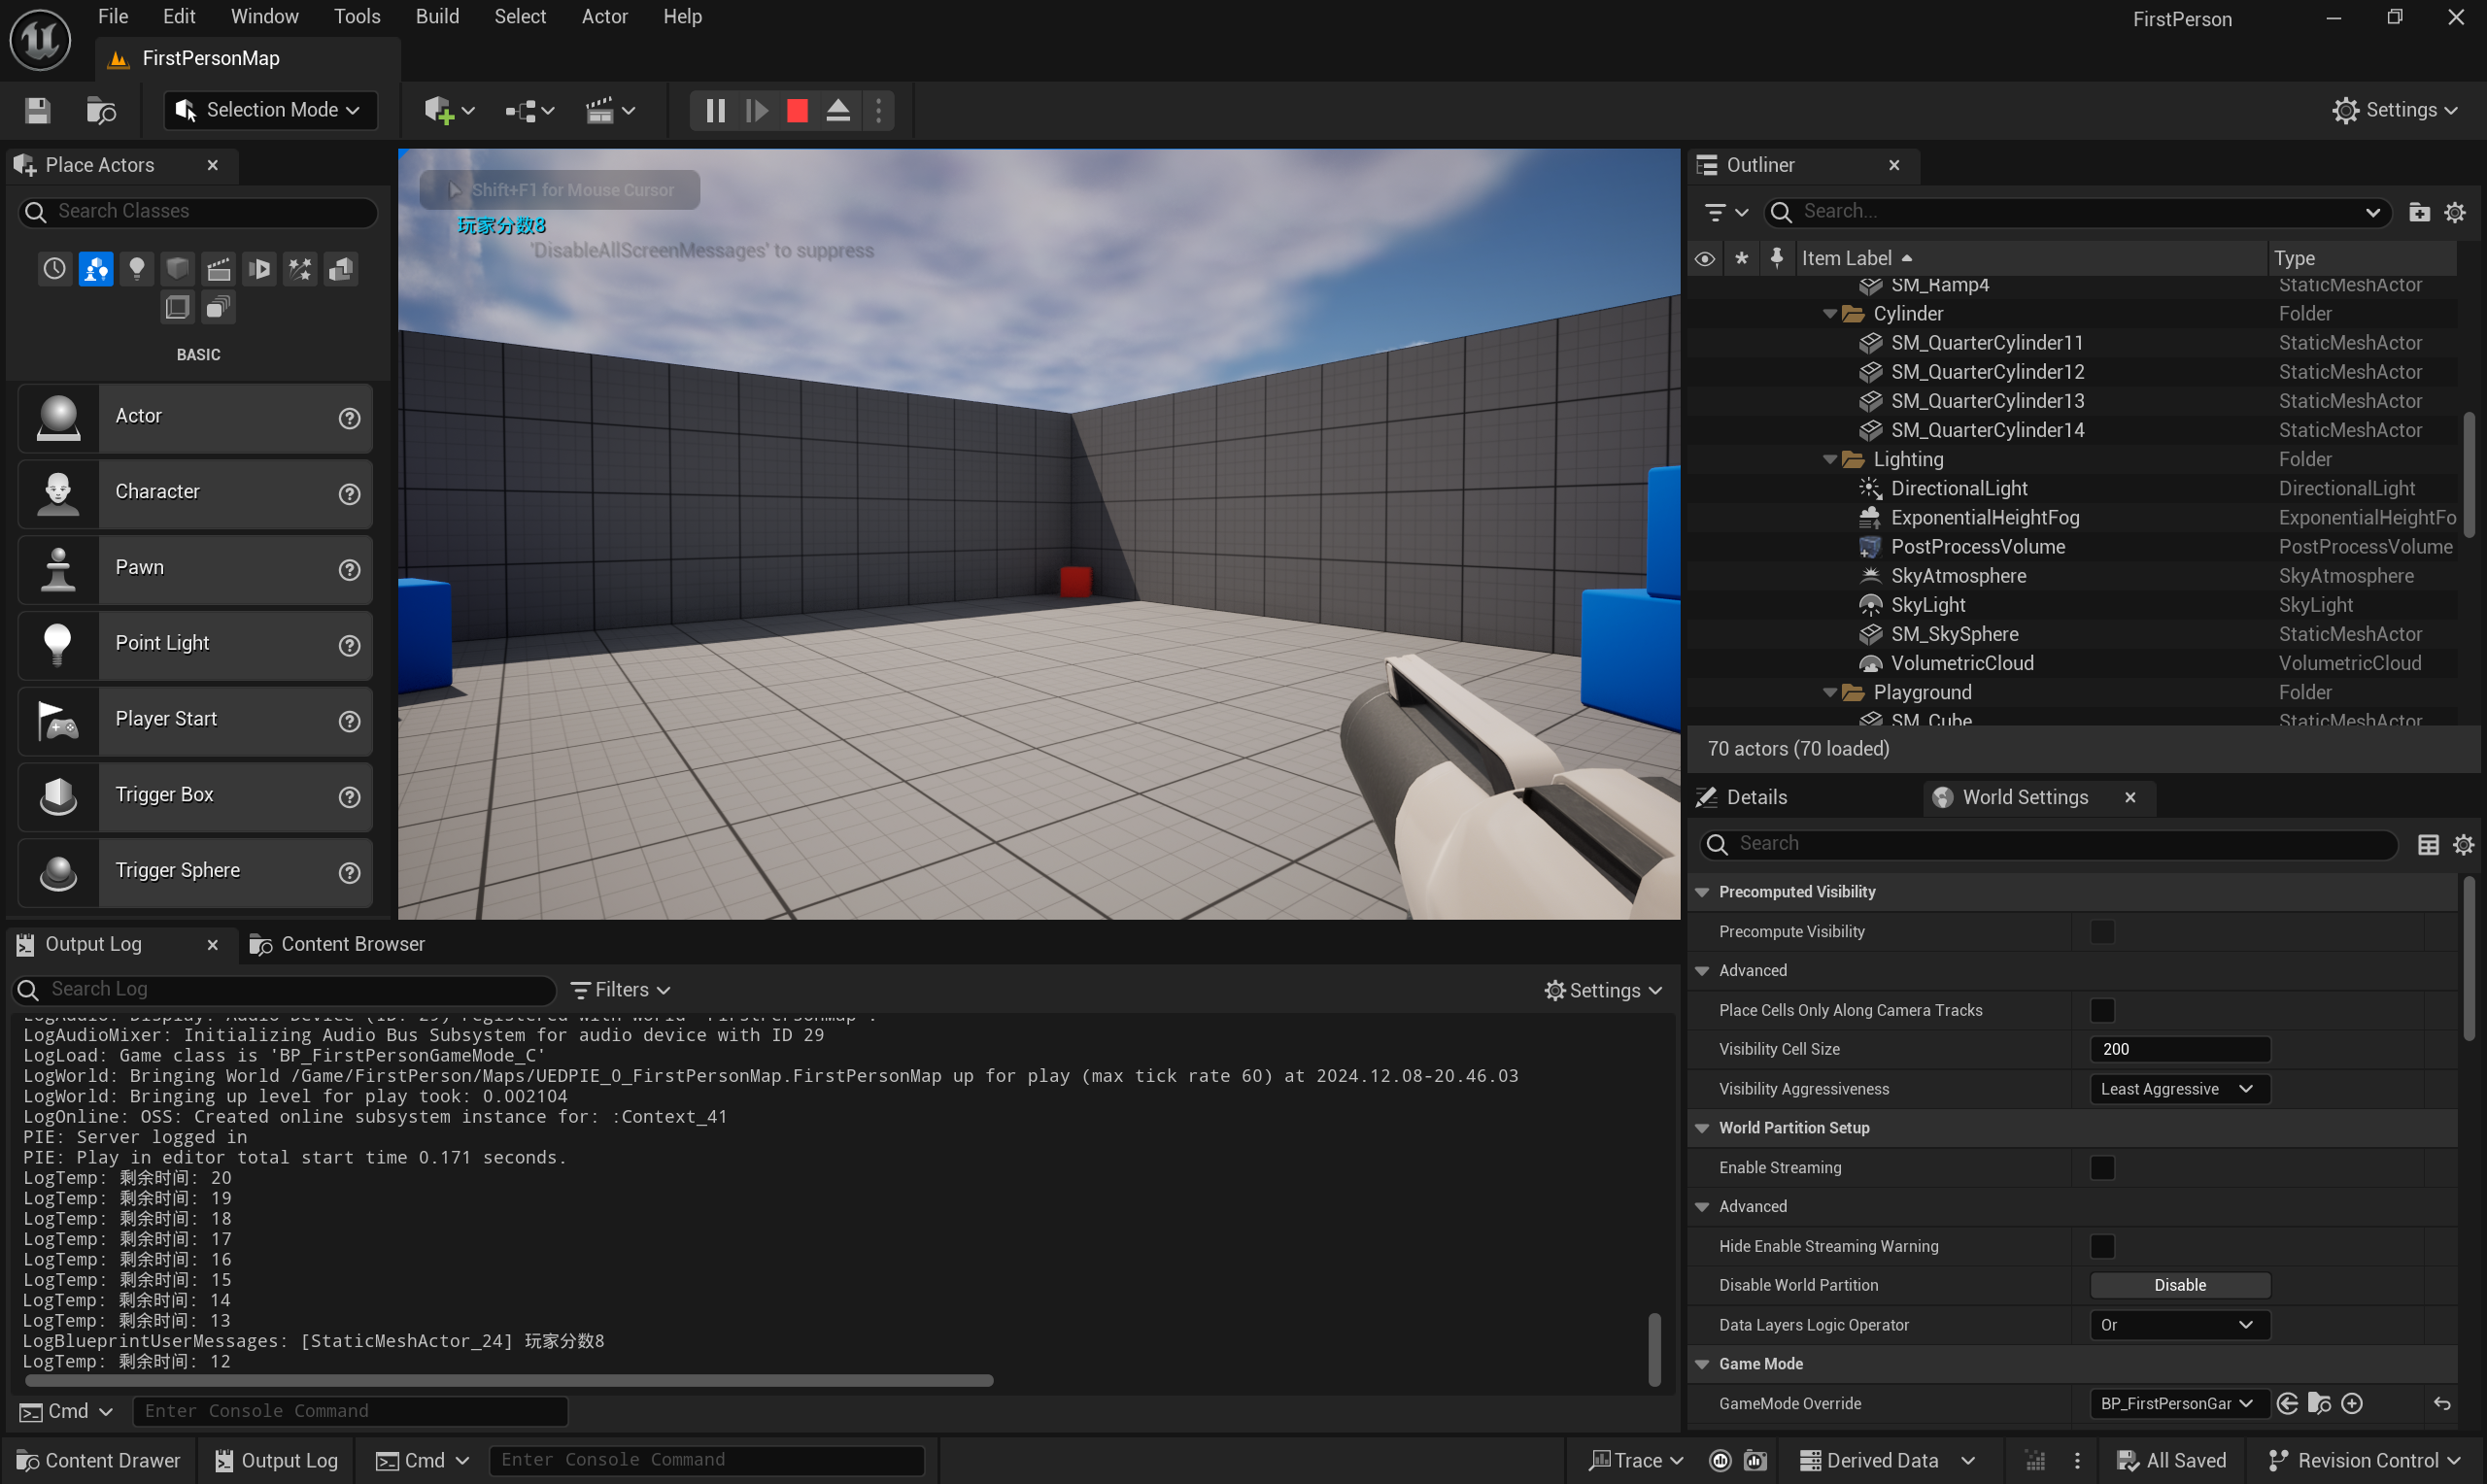 File Edit Window Tools Build Select Actor Help
FirstPerson
FirstPersonMap
Selection Mode
Settings
Place Actors
Search Classes
BASIC
Actor
Character
Pawn
Point Light
Player Start
Trigger Box
Trigger Sphere
Shift+F1 for Mouse Cursor
玩家分数8
'DisableAllScreenMessages' to suppress
Outliner
Search...
Item Label Type
SM_Ramp4 StaticMeshActor
Cylinder Folder
SM_QuarterCylinder11 StaticMeshActor
SM_QuarterCylinder12 StaticMeshActor
SM_QuarterCylinder13 StaticMeshActor
SM_QuarterCylinder14 StaticMeshActor
Lighting Folder
DirectionalLight DirectionalLight
ExponentialHeightFog ExponentialHeightFo
PostProcessVolume PostProcessVolume
SkyAtmosphere SkyAtmosphere
SkyLight SkyLight
SM_SkySphere StaticMeshActor
VolumetricCloud VolumetricCloud
Playground Folder
SM_Cube StaticMeshActor
70 actors (70 loaded)
Details World Settings
Search
Precomputed Visibility
Precompute Visibility
Advanced
Place Cells Only Along Camera Tracks
Visibility Cell Size 200
Visibility Aggressiveness Least Aggressive
World Partition Setup
Enable Streaming
Advanced
Hide Enable Streaming Warning
Disable World Partition Disable
Data Layers Logic Operator Or
Game Mode
GameMode Override BP_FirstPersonGar
Output Log Content Browser
Search Log
Filters
Settings
LogAudio: Display: Audio Device (ID: 29) registered with world 'FirstPersonMap'.
LogAudioMixer: Initializing Audio Bus Subsystem for audio device with ID 29
LogLoad: Game class is 'BP_FirstPersonGameMode_C'
LogWorld: Bringing World /Game/FirstPerson/Maps/UEDPIE_0_FirstPersonMap.FirstPersonMap up for play (max tick rate 60) at 2024.12.08-20.46.03
LogWorld: Bringing up level for play took: 0.002104
LogOnline: OSS: Created online subsystem instance for: :Context_41
PIE: Server logged in
PIE: Play in editor total start time 0.171 seconds.
LogTemp: 剩余时间: 20
LogTemp: 剩余时间: 19
LogTemp: 剩余时间: 18
LogTemp: 剩余时间: 17
LogTemp: 剩余时间: 16
LogTemp: 剩余时间: 15
LogTemp: 剩余时间: 14
LogTemp: 剩余时间: 13
LogBlueprintUserMessages: [StaticMeshActor_24] 玩家分数8
LogTemp: 剩余时间: 12
Cmd Enter Console Command
Content Drawer Output Log Cmd Enter Console Command
Trace Derived Data All Saved Revision Control